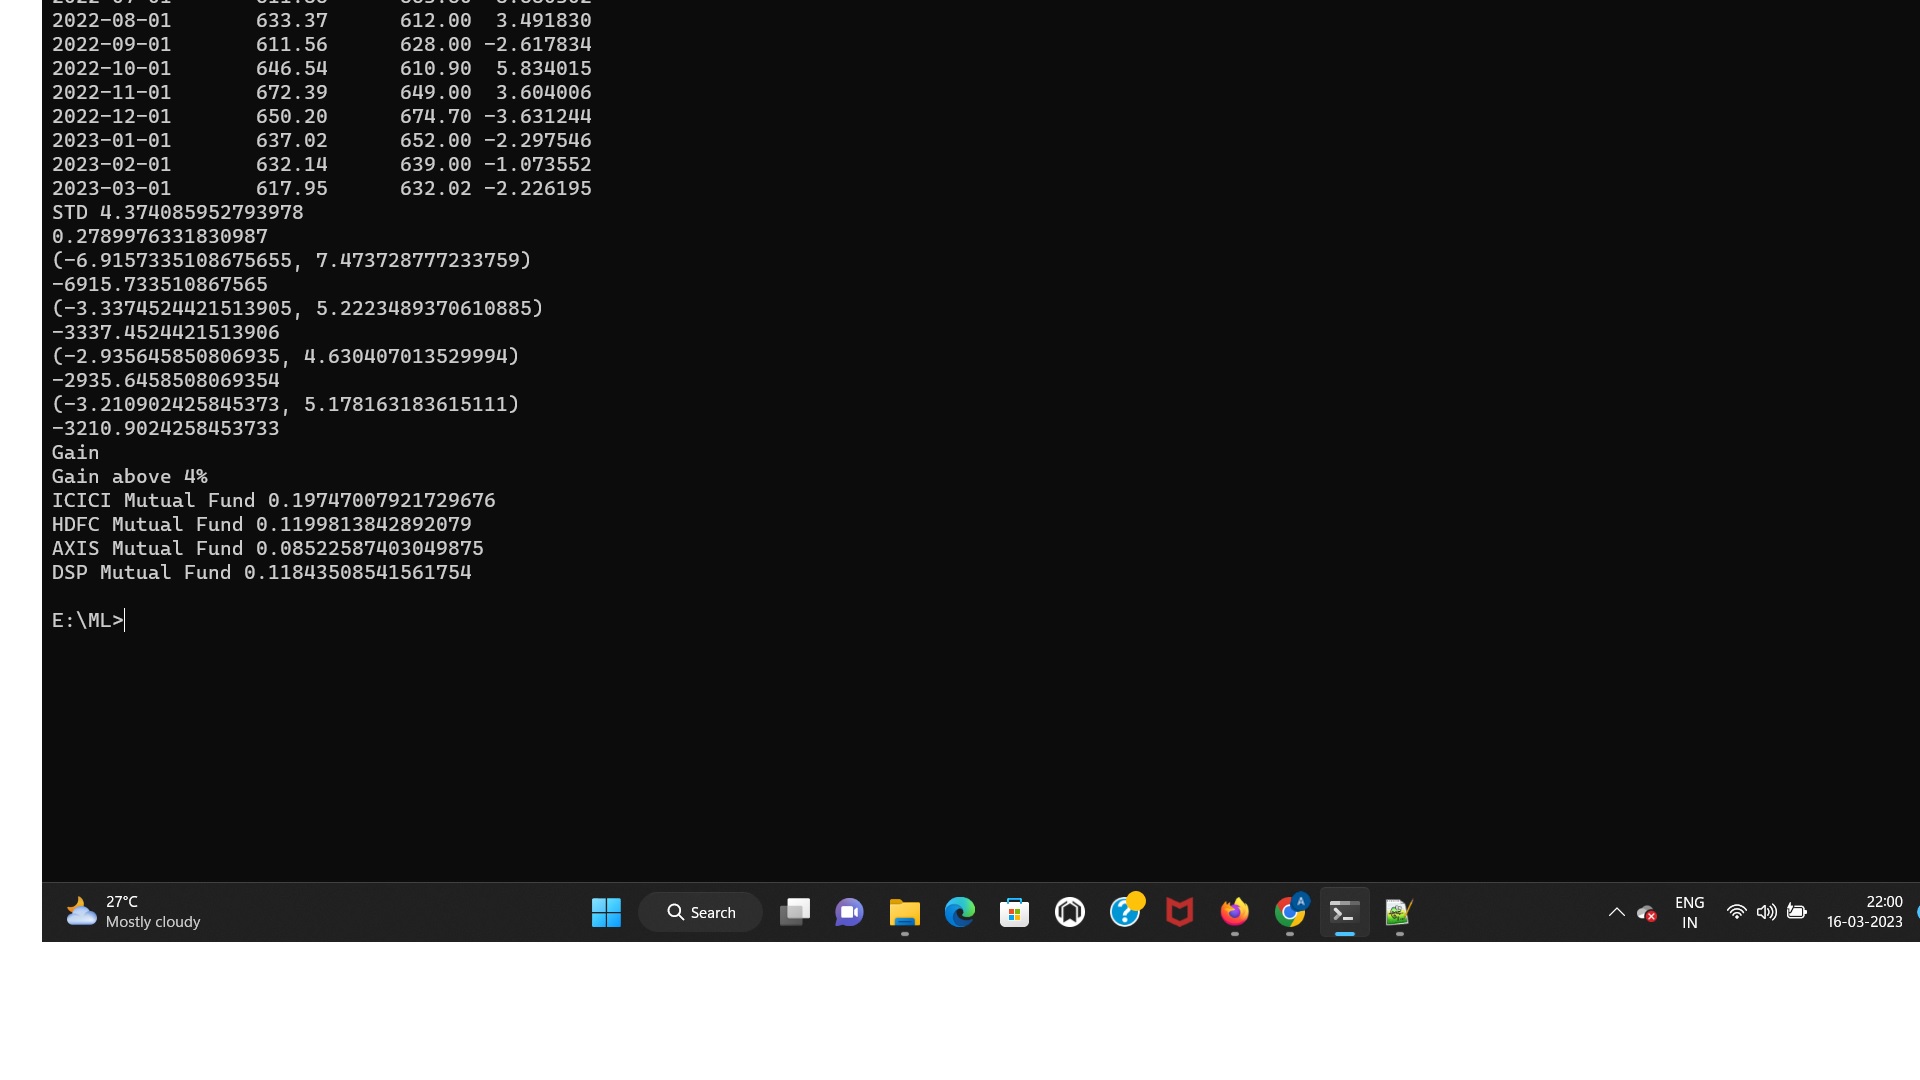 2022-08-01       633.37      612.00  3.491830
2022-09-01       611.56      628.00 -2.617834
2022-10-01       646.54      610.90  5.834015
2022-11-01       672.39      649.00  3.604006
2022-12-01       650.20      674.70 -3.631244
2023-01-01       637.02      652.00 -2.297546
2023-02-01       632.14      639.00 -1.073552
2023-03-01       617.95      632.02 -2.226195
STD 4.374085952793978
0.2789976331830987
(-6.9157335108675655, 7.473728777233759)
-6915.733510867565
(-3.3374524421513905, 5.2223489370610885)
-3337.4524421513906
(-2.935645850806935, 4.630407013529994)
-2935.6458508069354
(-3.210902425845373, 5.178163183615111)
-3210.9024258453733
Gain
Gain above 4%
ICICI Mutual Fund 0.19747007921729676
HDFC Mutual Fund 0.1199813842892079
AXIS Mutual Fund 0.08522587403049875
DSP Mutual Fund 0.11843508541561754
E:\ML>
27°C
Mostly cloudy
Search
A
ENG
IN
22:00
16-03-2023